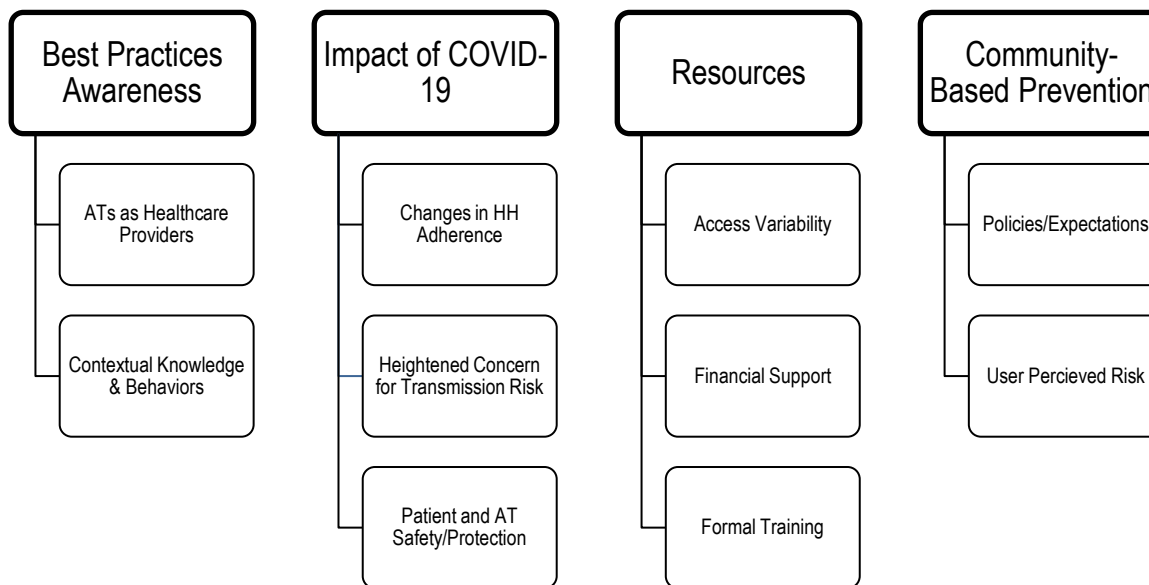 Best Practices
Awareness
ATs as Healthcare
Providers
Contextual Knowledge
& Behaviors
Impact of COVID-
19
Changes in HH
Adherence
Heightened Concern
for Transmission Risk
Patient and AT
Safety/Protection
Resources
Access Variability
Financial Support
Formal Training
Community-
Based Prevention
Policies/Expectations
User Percieved Risk